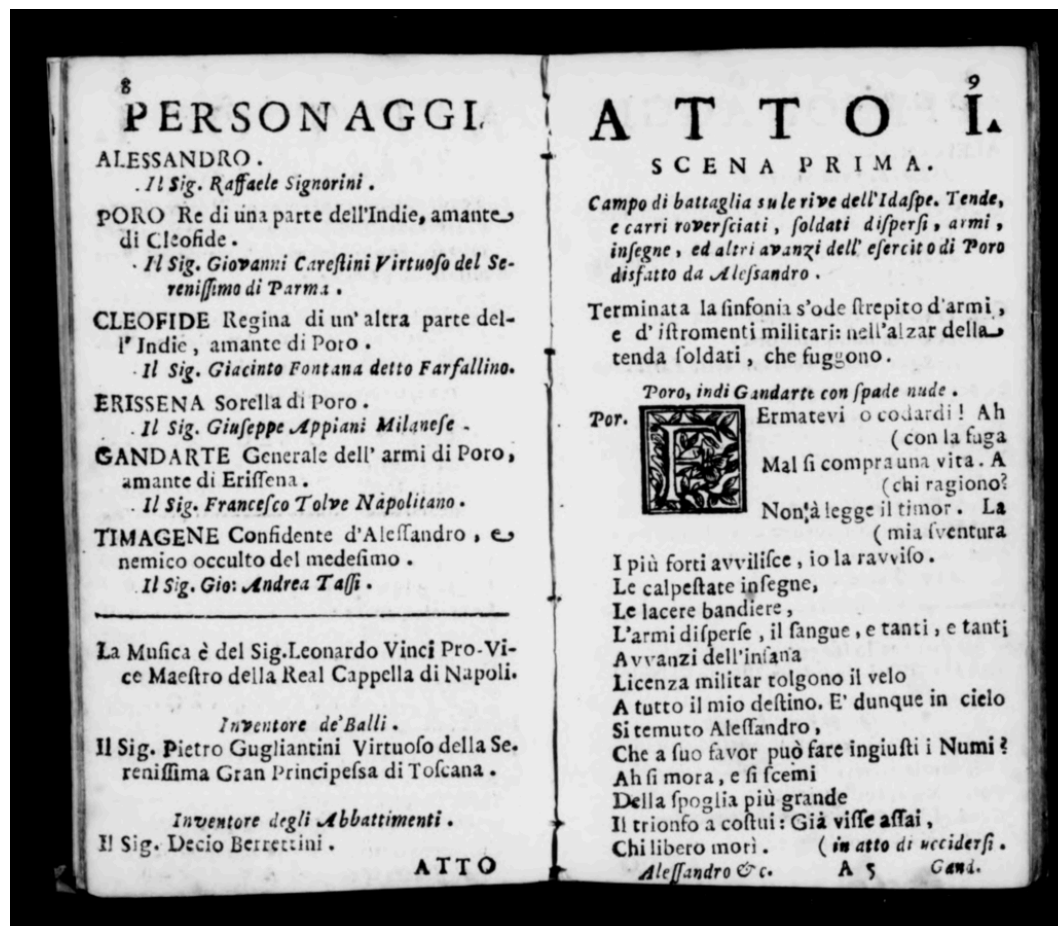 8
PERSONAGGI.
ALESSANDRO.
Il Sig. Raffaele Signorini.
PORO Re di una parte dell'Indie, amante
di Cleofide.
Il Sig. Giovanni Careſtini Virtuoſo del Se-
reniſſimo di Parma.
CLEOFIDE Regina di un' altra parte del-
l' Indie, amante di Poro.
Il Sig. Giacinto Fontana detto Farfallino.
ERISSENA Sorella di Poro.
Il Sig. Giuſeppe Appiani Milaneſe.
GANDARTE Generale dell' armi di Poro,
amante di Eriſſena.
Il Sig. Franceſco Tolve Napolitano.
TIMAGENE Confidente d'Aleſſandro, e
nemico occulto del medeſimo.
Il Sig. Gio: Andrea Taſſi.
La Muſica è del Sig. Leonardo Vinci Pro-Vi-
ce Maeſtro della Real Cappella di Napoli.
Inventore de' Balli.
Il Sig. Pietro Gugliantini Virtuoſo della Se-
reniſſima Gran Principeſsa di Toſcana.
Inventore degli Abbattimenti.
Il Sig. Decio Berrettini.
ATTO
9
ATTO I.
SCENA PRIMA.
Campo di battaglia su le rive dell'Idaſpe. Tende,
e carri roverſciati, ſoldati diſperſi, armi,
inſegne, ed altri avanzi dell' eſercito di Poro
disfatto da Aleſsandro.
Terminata la ſinfonia s'ode ſtrepito d'armi,
e d' iſtromenti militari: nell'alzar della
tenda ſoldati, che fuggono.
Poro, indi Gandarte con ſpade nude.
Por. FErmatevi o codardi! Ah
(con la fuga
Mal ſi compra una vita. A
(chi ragiono?
Non à legge il timor. La
(mia ſventura
I più forti avviliſce, io la ravviſo.
Le calpeſtate inſegne,
Le lacere bandiere,
L'armi diſperſe, il ſangue, e tanti, e tanti
Avvanzi dell'inſana
Licenza militar tolgono il velo
A tutto il mio deſtino. E' dunque in cielo
Si temuto Aleſſandro,
Che a ſuo favor può fare ingiuſti i Numi?
Ah ſi mora, e ſi ſcemi
Della ſpoglia più grande
Il trionfo a coſtui: Già viſſe aſſai,
Chi libero morì. (in atto di ucciderſi.
Aleſſandro &c. A 5 Gand.